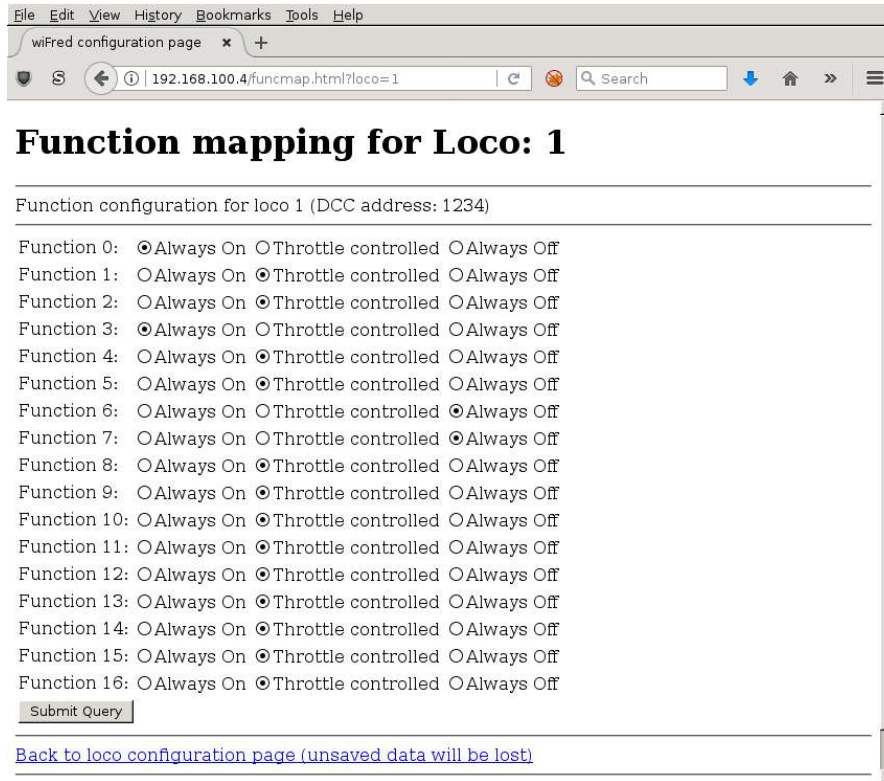 File Edit View History Bookmarks Tools Help
wiFred configuration page × +
S 192.168.100.4/funcmap.html?loco=1 Search
Function mapping for Loco: 1
Function configuration for loco 1 (DCC address: 1234)
Function 0: Always On Throttle controlled Always Off
Function 1: Always On Throttle controlled Always Off
Function 2: Always On Throttle controlled Always Off
Function 3: Always On Throttle controlled Always Off
Function 4: Always On Throttle controlled Always Off
Function 5: Always On Throttle controlled Always Off
Function 6: Always On Throttle controlled Always Off
Function 7: Always On Throttle controlled Always Off
Function 8: Always On Throttle controlled Always Off
Function 9: Always On Throttle controlled Always Off
Function 10: Always On Throttle controlled Always Off
Function 11: Always On Throttle controlled Always Off
Function 12: Always On Throttle controlled Always Off
Function 13: Always On Throttle controlled Always Off
Function 14: Always On Throttle controlled Always Off
Function 15: Always On Throttle controlled Always Off
Function 16: Always On Throttle controlled Always Off
Submit Query
Back to loco configuration page (unsaved data will be lost)